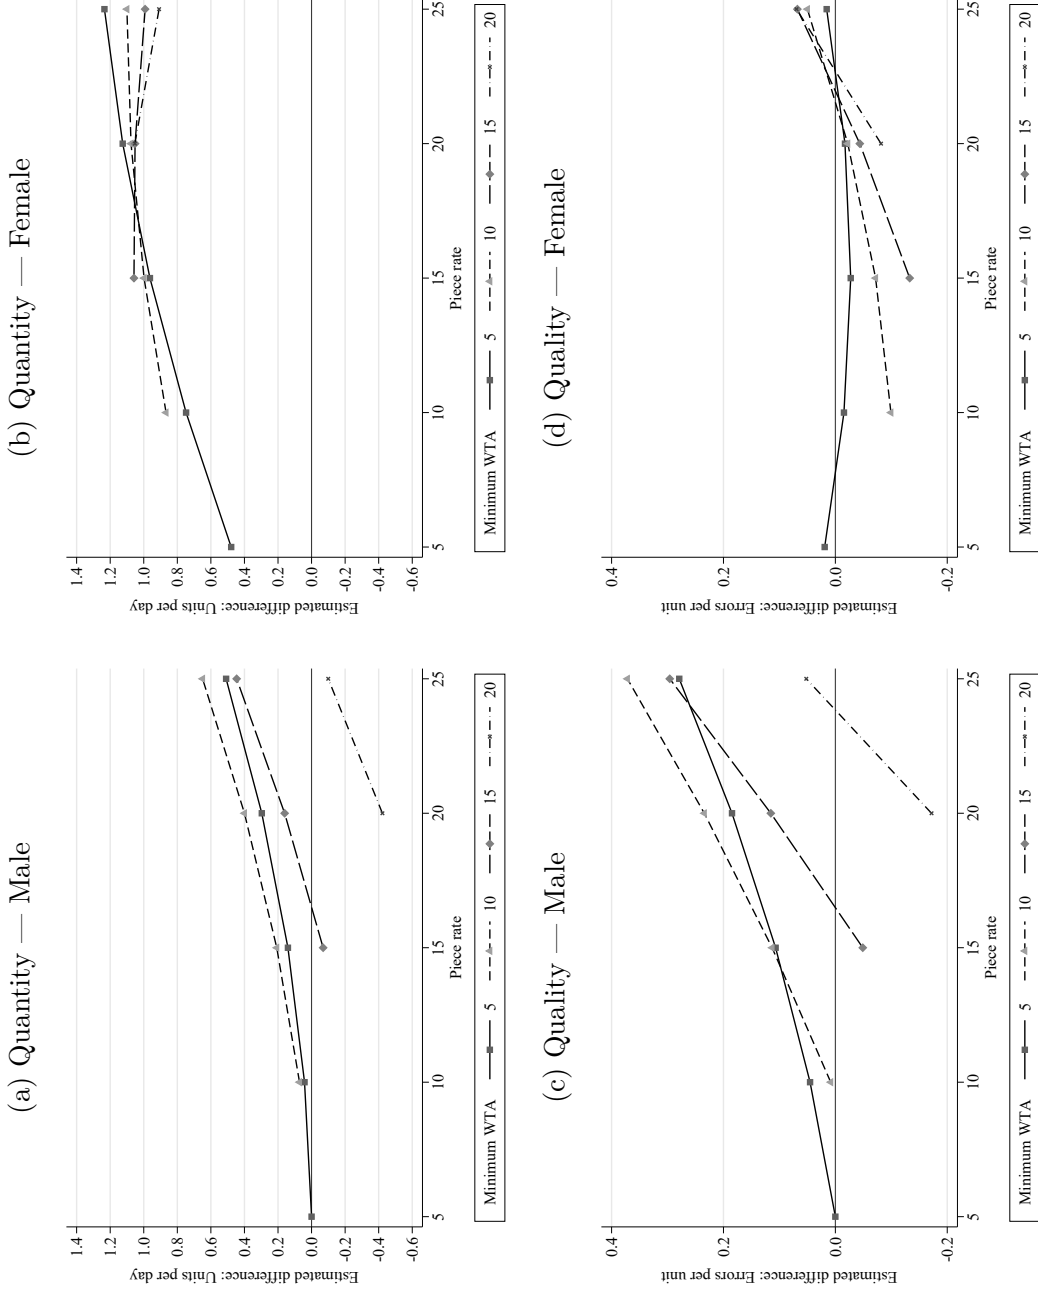 (a) Quantity — Male
Estimated difference: Units per day
1.4
1.2
1.0
0.8
0.6
0.4
0.2
0.0
-0.2
-0.4
-0.6
5 10 15 20 25
Piece rate
Minimum WTA 5 10 15 20
(b) Quantity — Female
Estimated difference: Units per day
1.4
1.2
1.0
0.8
0.6
0.4
0.2
0.0
-0.2
-0.4
-0.6
5 10 15 20 25
Piece rate
Minimum WTA 5 10 15 20
(c) Quality — Male
Estimated difference: Errors per unit
0.4
0.2
0.0
-0.2
5 10 15 20 25
Piece rate
Minimum WTA 5 10 15 20
(d) Quality — Female
Estimated difference: Errors per unit
0.4
0.2
0.0
-0.2
5 10 15 20 25
Piece rate
Minimum WTA 5 10 15 20